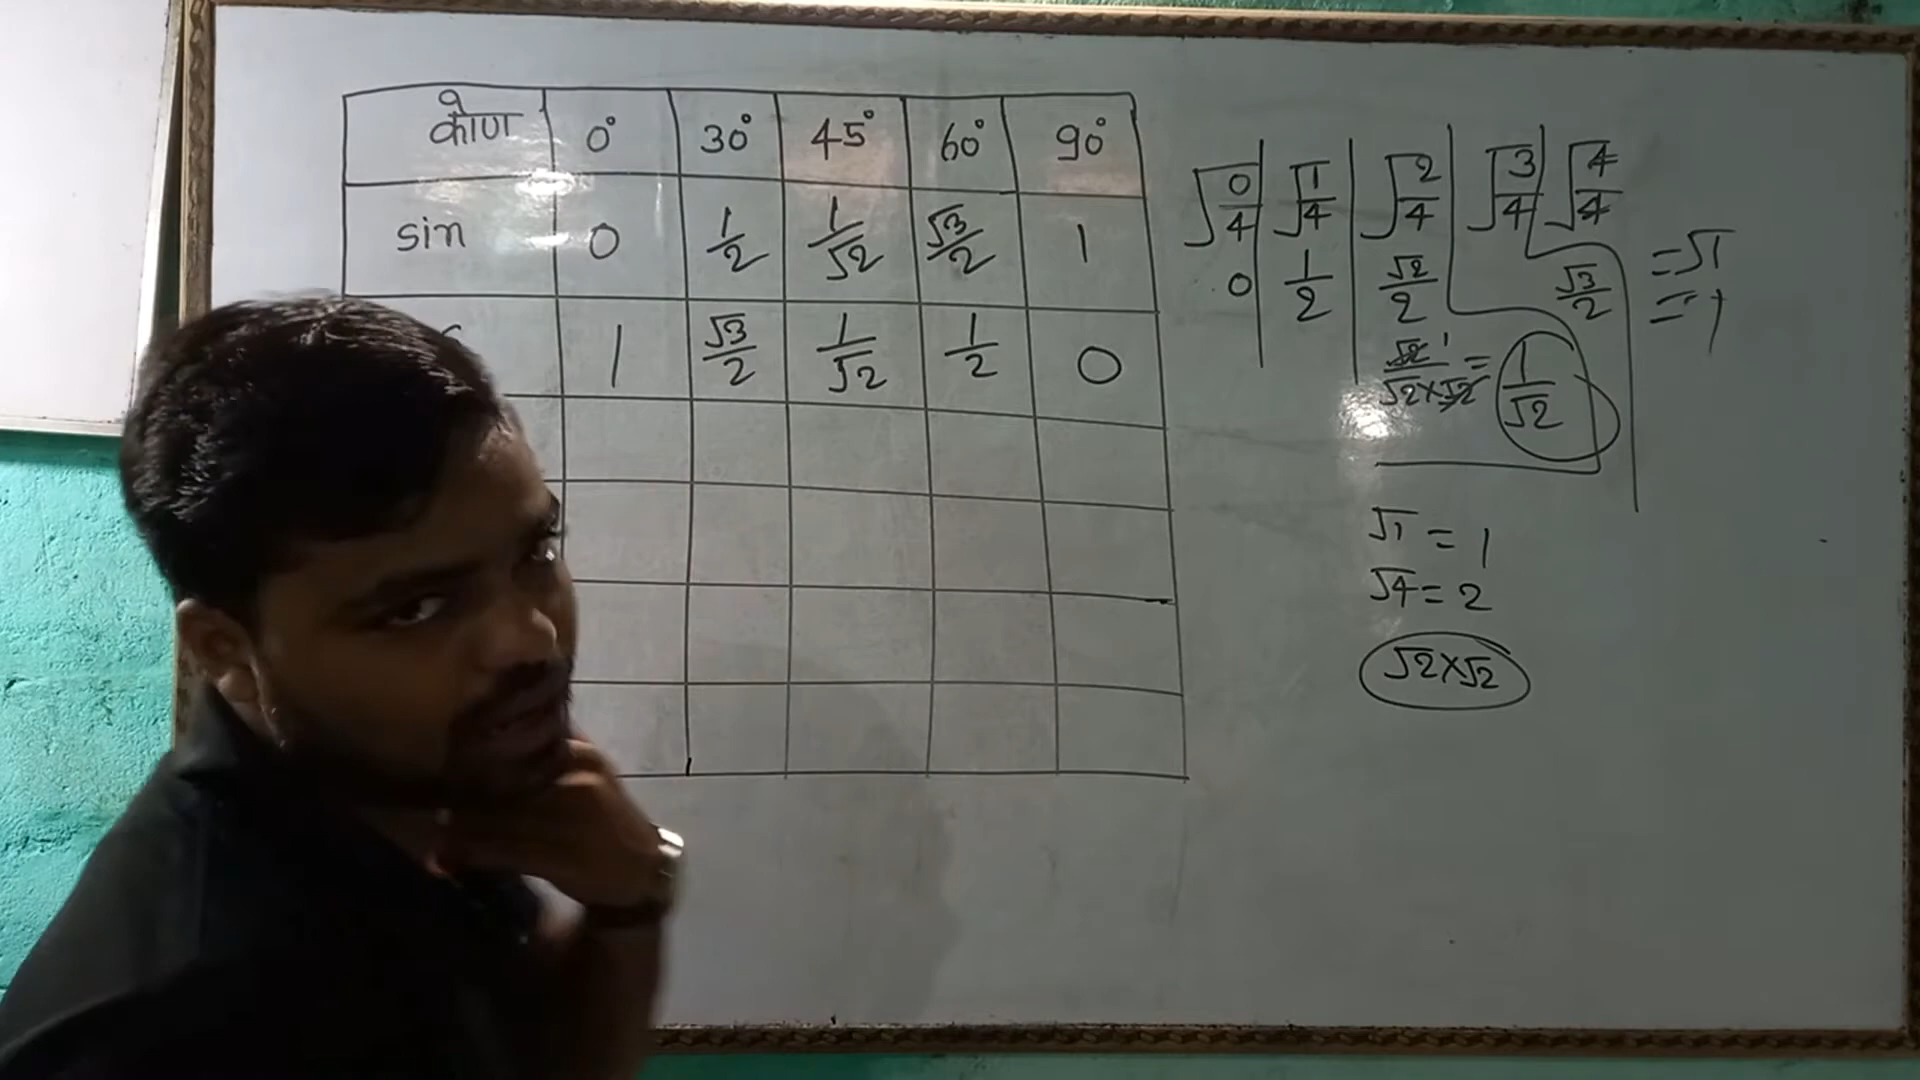 कोण 0° 30° 45° 60° 90°
sin 0 1/2 1/√2 √3/2 1
1 √3/2 1/√2 1/2 0
√0/4 √1/4 √2/4 √3/4 √4/4
0 1/2 √2/2 √3/2 =√1
=1
√2 1/√2×√2 = 1/√2
√1 = 1
√4 = 2
√2×√2